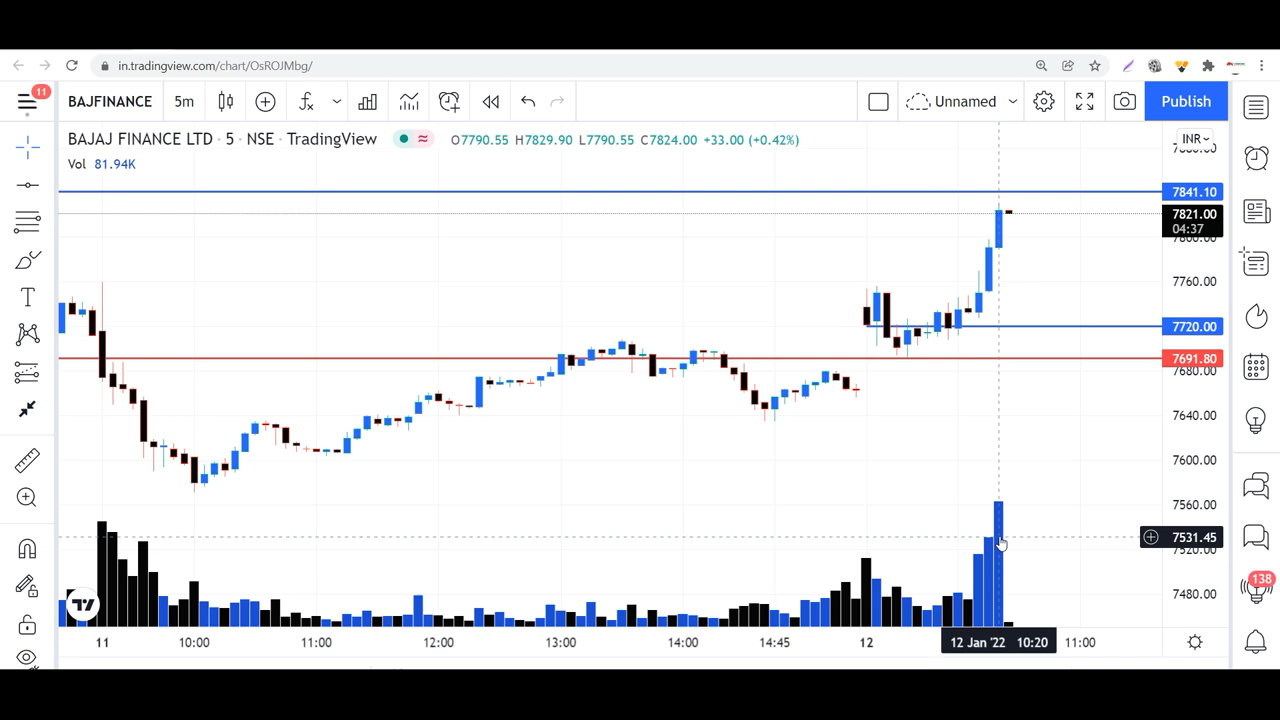 in.tradingview.com/chart/OsROJMbg/
11
BAJFINANCE 5m Unnamed Publish
BAJAJ FINANCE LTD · 5 · NSE · TradingView O7790.55 H7829.90 L7790.55 C7824.00 +33.00 (+0.42%)
INR
Vol 81.94K
7841.10
7821.00
04:37
7800.00
7760.00
7720.00
7691.80
7680.00
7640.00
7600.00
7560.00
7531.45
7520.00
138
7480.00
11 10:00 11:00 12:00 13:00 14:00 14:45 12 12 Jan '22 10:20 11:00